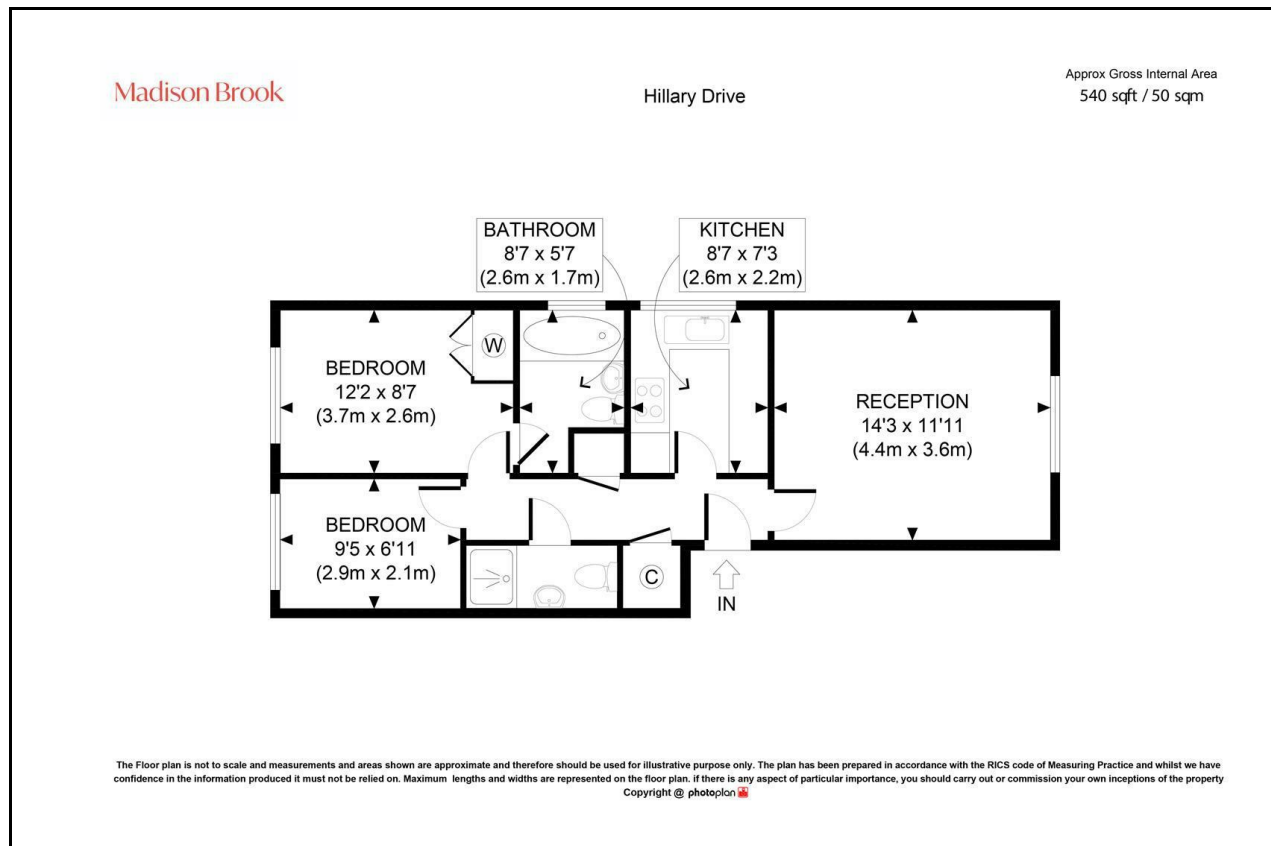 Madison Brook
Hillary Drive
Approx Gross Internal Area
540 sqft / 50 sqm
BATHROOM
8'7 x 5'7
(2.6m x 1.7m)
KITCHEN
8'7 x 7'3
(2.6m x 2.2m)
W
BEDROOM
12'2 x 8'7
(3.7m x 2.6m)
RECEPTION
14'3 x 11'11
(4.4m x 3.6m)
BEDROOM
9'5 x 6'11
(2.9m x 2.1m)
C
IN
The Floor plan is not to scale and measurements and areas shown are approximate and therefore should be used for illustrative purpose only. The plan has been prepared in accordance with the RICS code of Measuring Practice and whilst we have
confidence in the information produced it must not be relied on. Maximum lengths and widths are represented on the floor plan. if there is any aspect of particular importance, you should carry out or commission your own inceptions of the property
Copyright @ photoplan